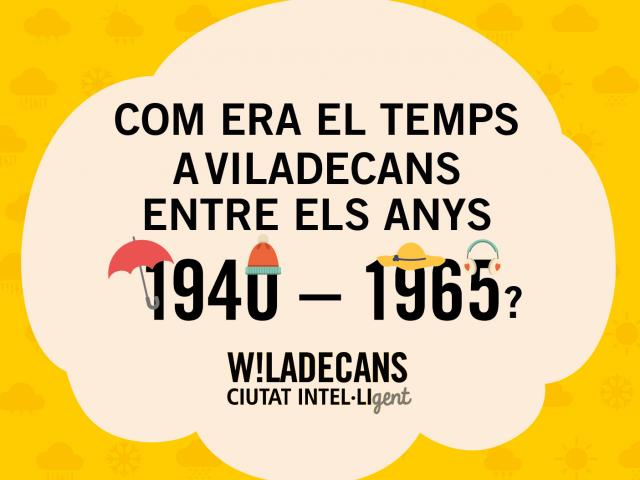 COM ERA EL TEMPS
A VILADECANS
ENTRE ELS ANYS
1940 – 1965?
W!LADECANS
CIUTAT INTEL·LIgent